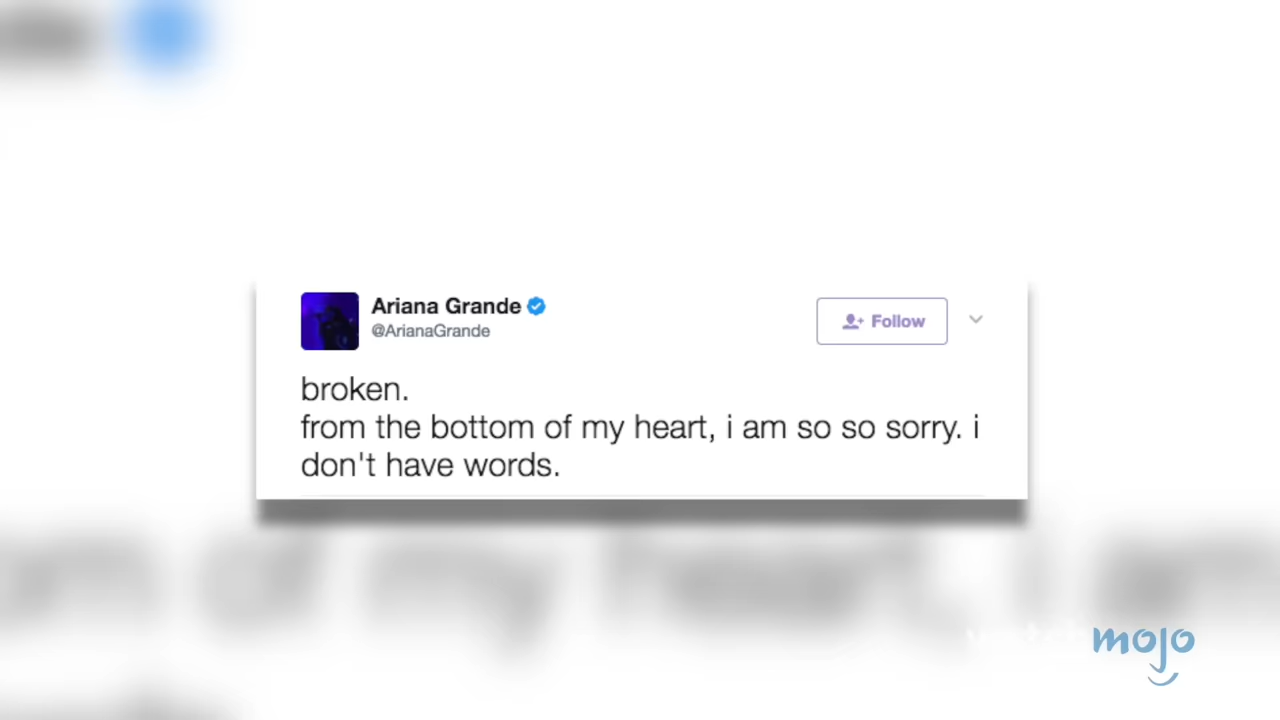 Ariana Grande
@ArianaGrande
Follow
broken.
from the bottom of my heart, i am so so sorry. i
don't have words.
mojo